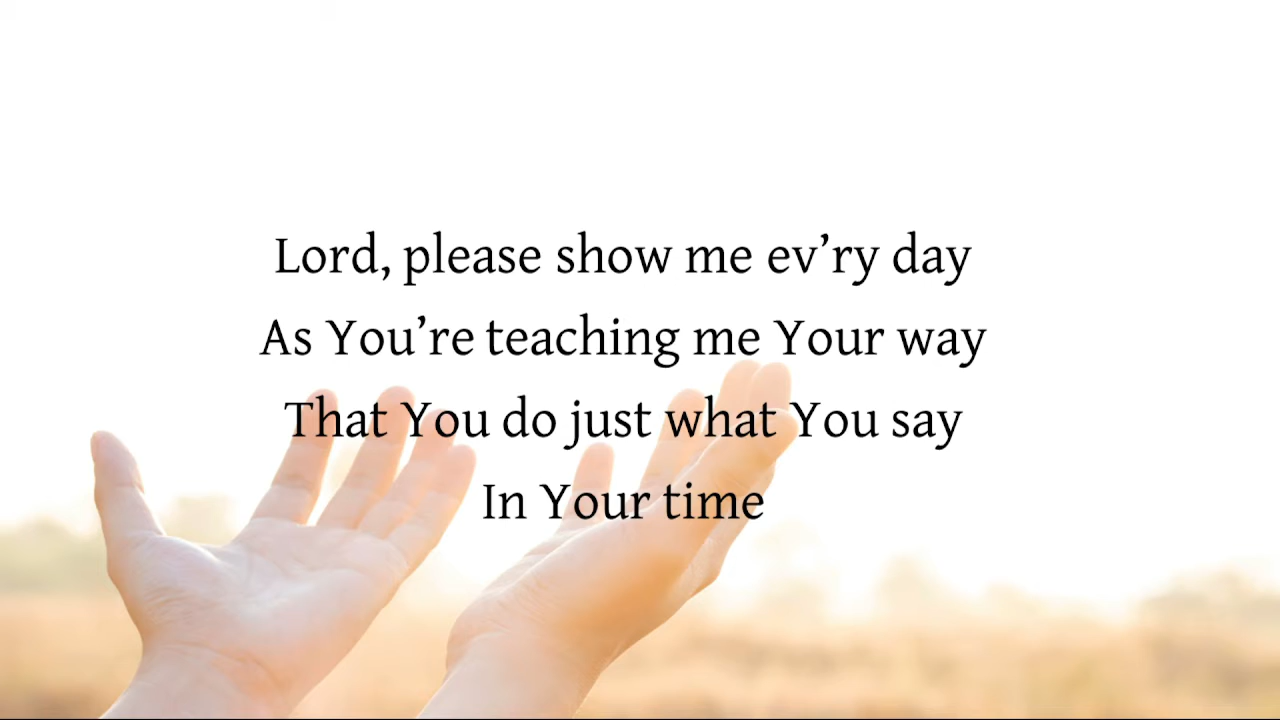 Lord, please show me ev’ry day
As You’re teaching me Your way
That You do just what You say
In Your time